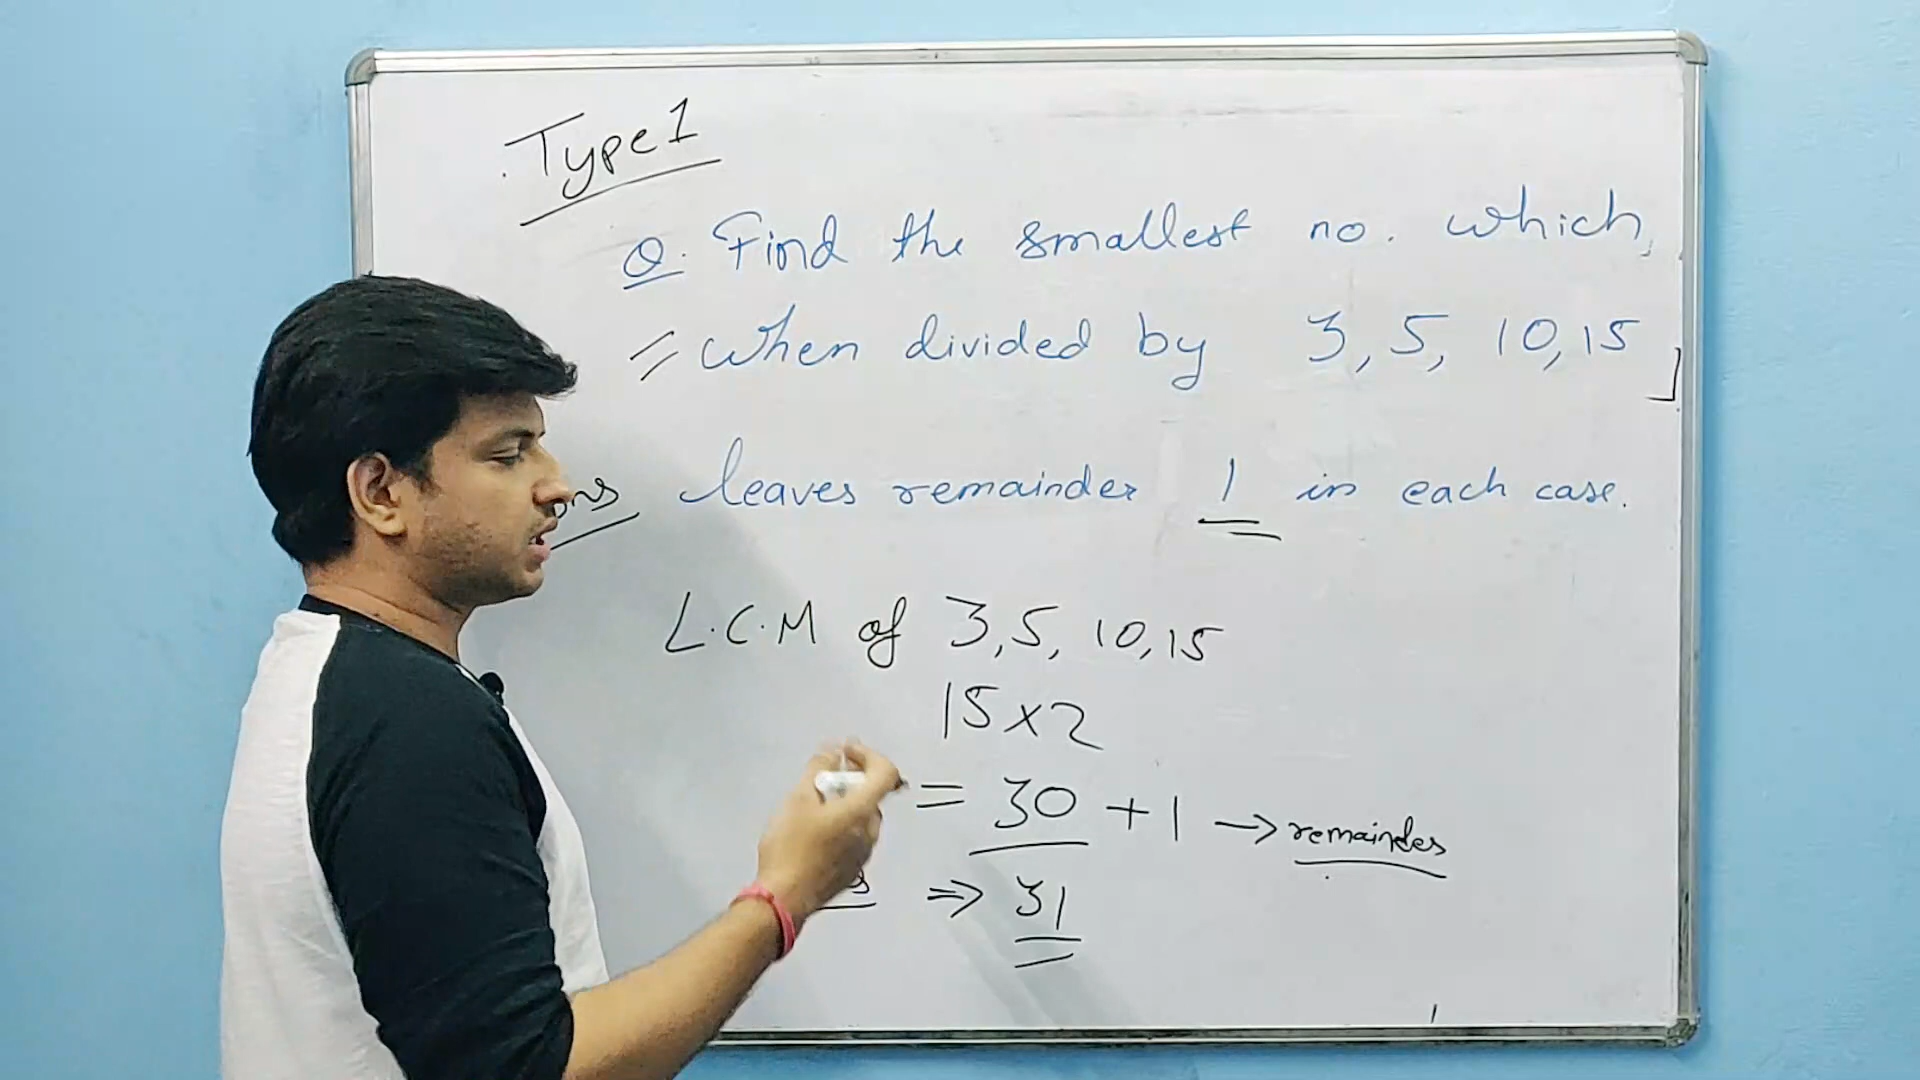 Type 1
Q. Find the smallest no. which,
when divided by 3, 5, 10, 15
leaves remainder 1 in each case.
L.C.M of 3, 5, 10, 15
15 x 2
= 30 + 1 → remainder
⇒ 31